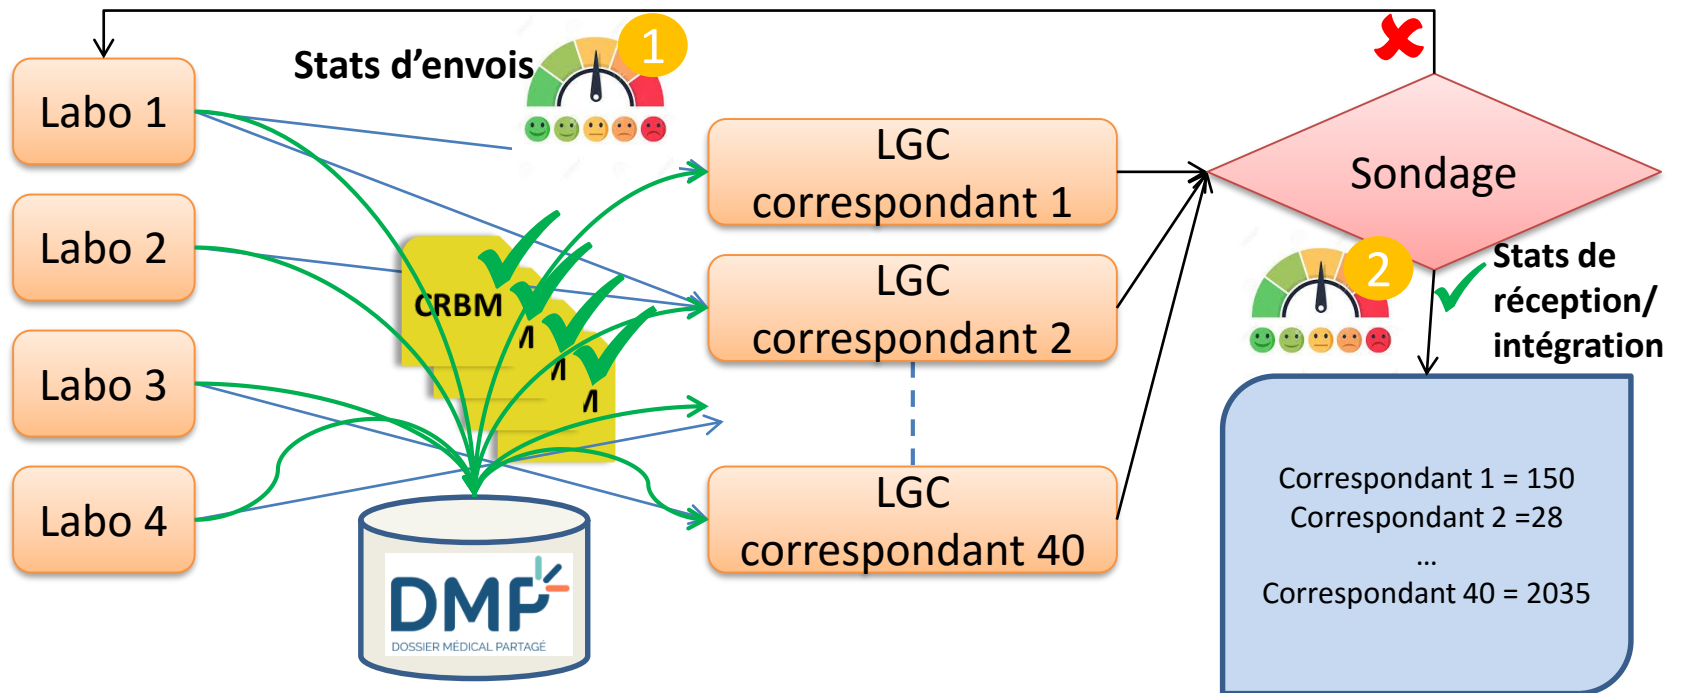 Stats d'envois
1
Labo 1
Labo 2
Labo 3
Labo 4
CRBM
M
M
M
DMP
DOSSIER MÉDICAL PARTAGÉ
LGC
correspondant 1
LGC
correspondant 2
LGC
correspondant 40
Sondage
2
Stats de
réception/
intégration
Correspondant 1 = 150
Correspondant 2 =28
...
Correspondant 40 = 2035